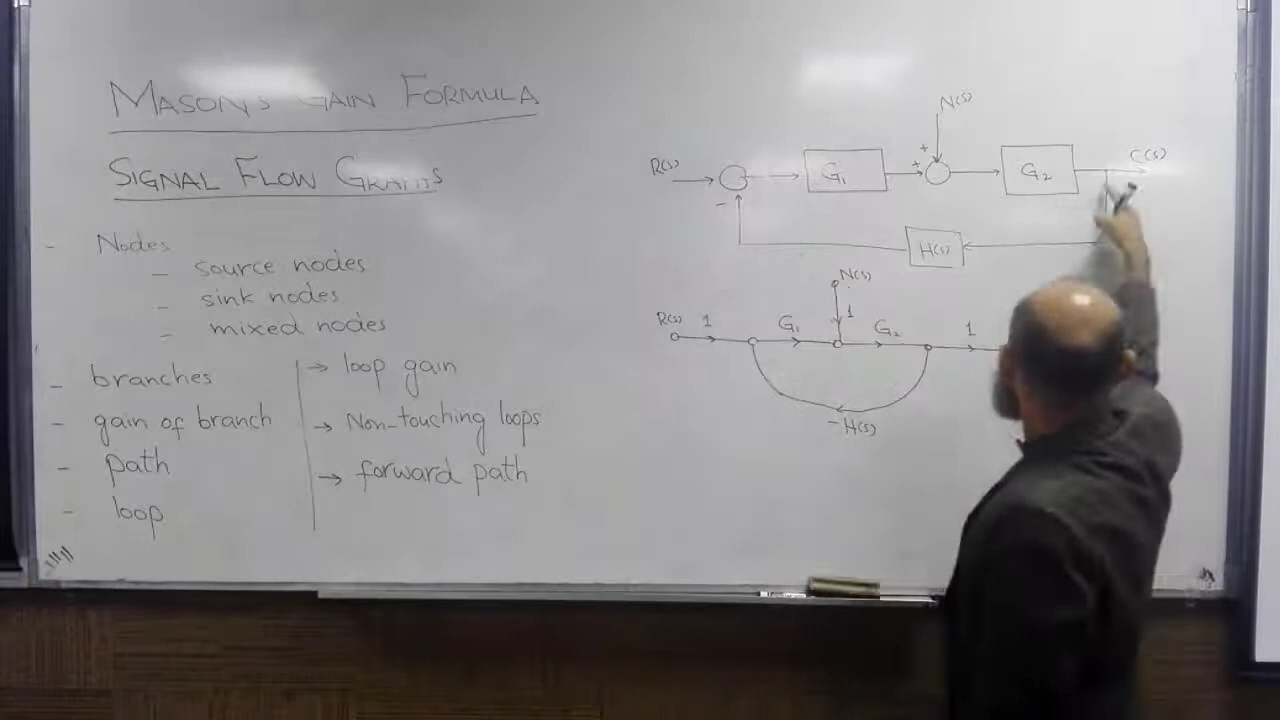 MASON'S GAIN FORMULA
SIGNAL FLOW GRAPHS
- Nodes
- source nodes
- sink nodes
- mixed nodes
- branches
- gain of branch
- path
- loop
→ loop gain
→ Non-touching loops
→ forward path
N(s)
R(s) G₁ G₂ C(s)
+ +
-
H(s)
N(s)
R(s) 1 G₁ 1 G₂ 1
-H(s)